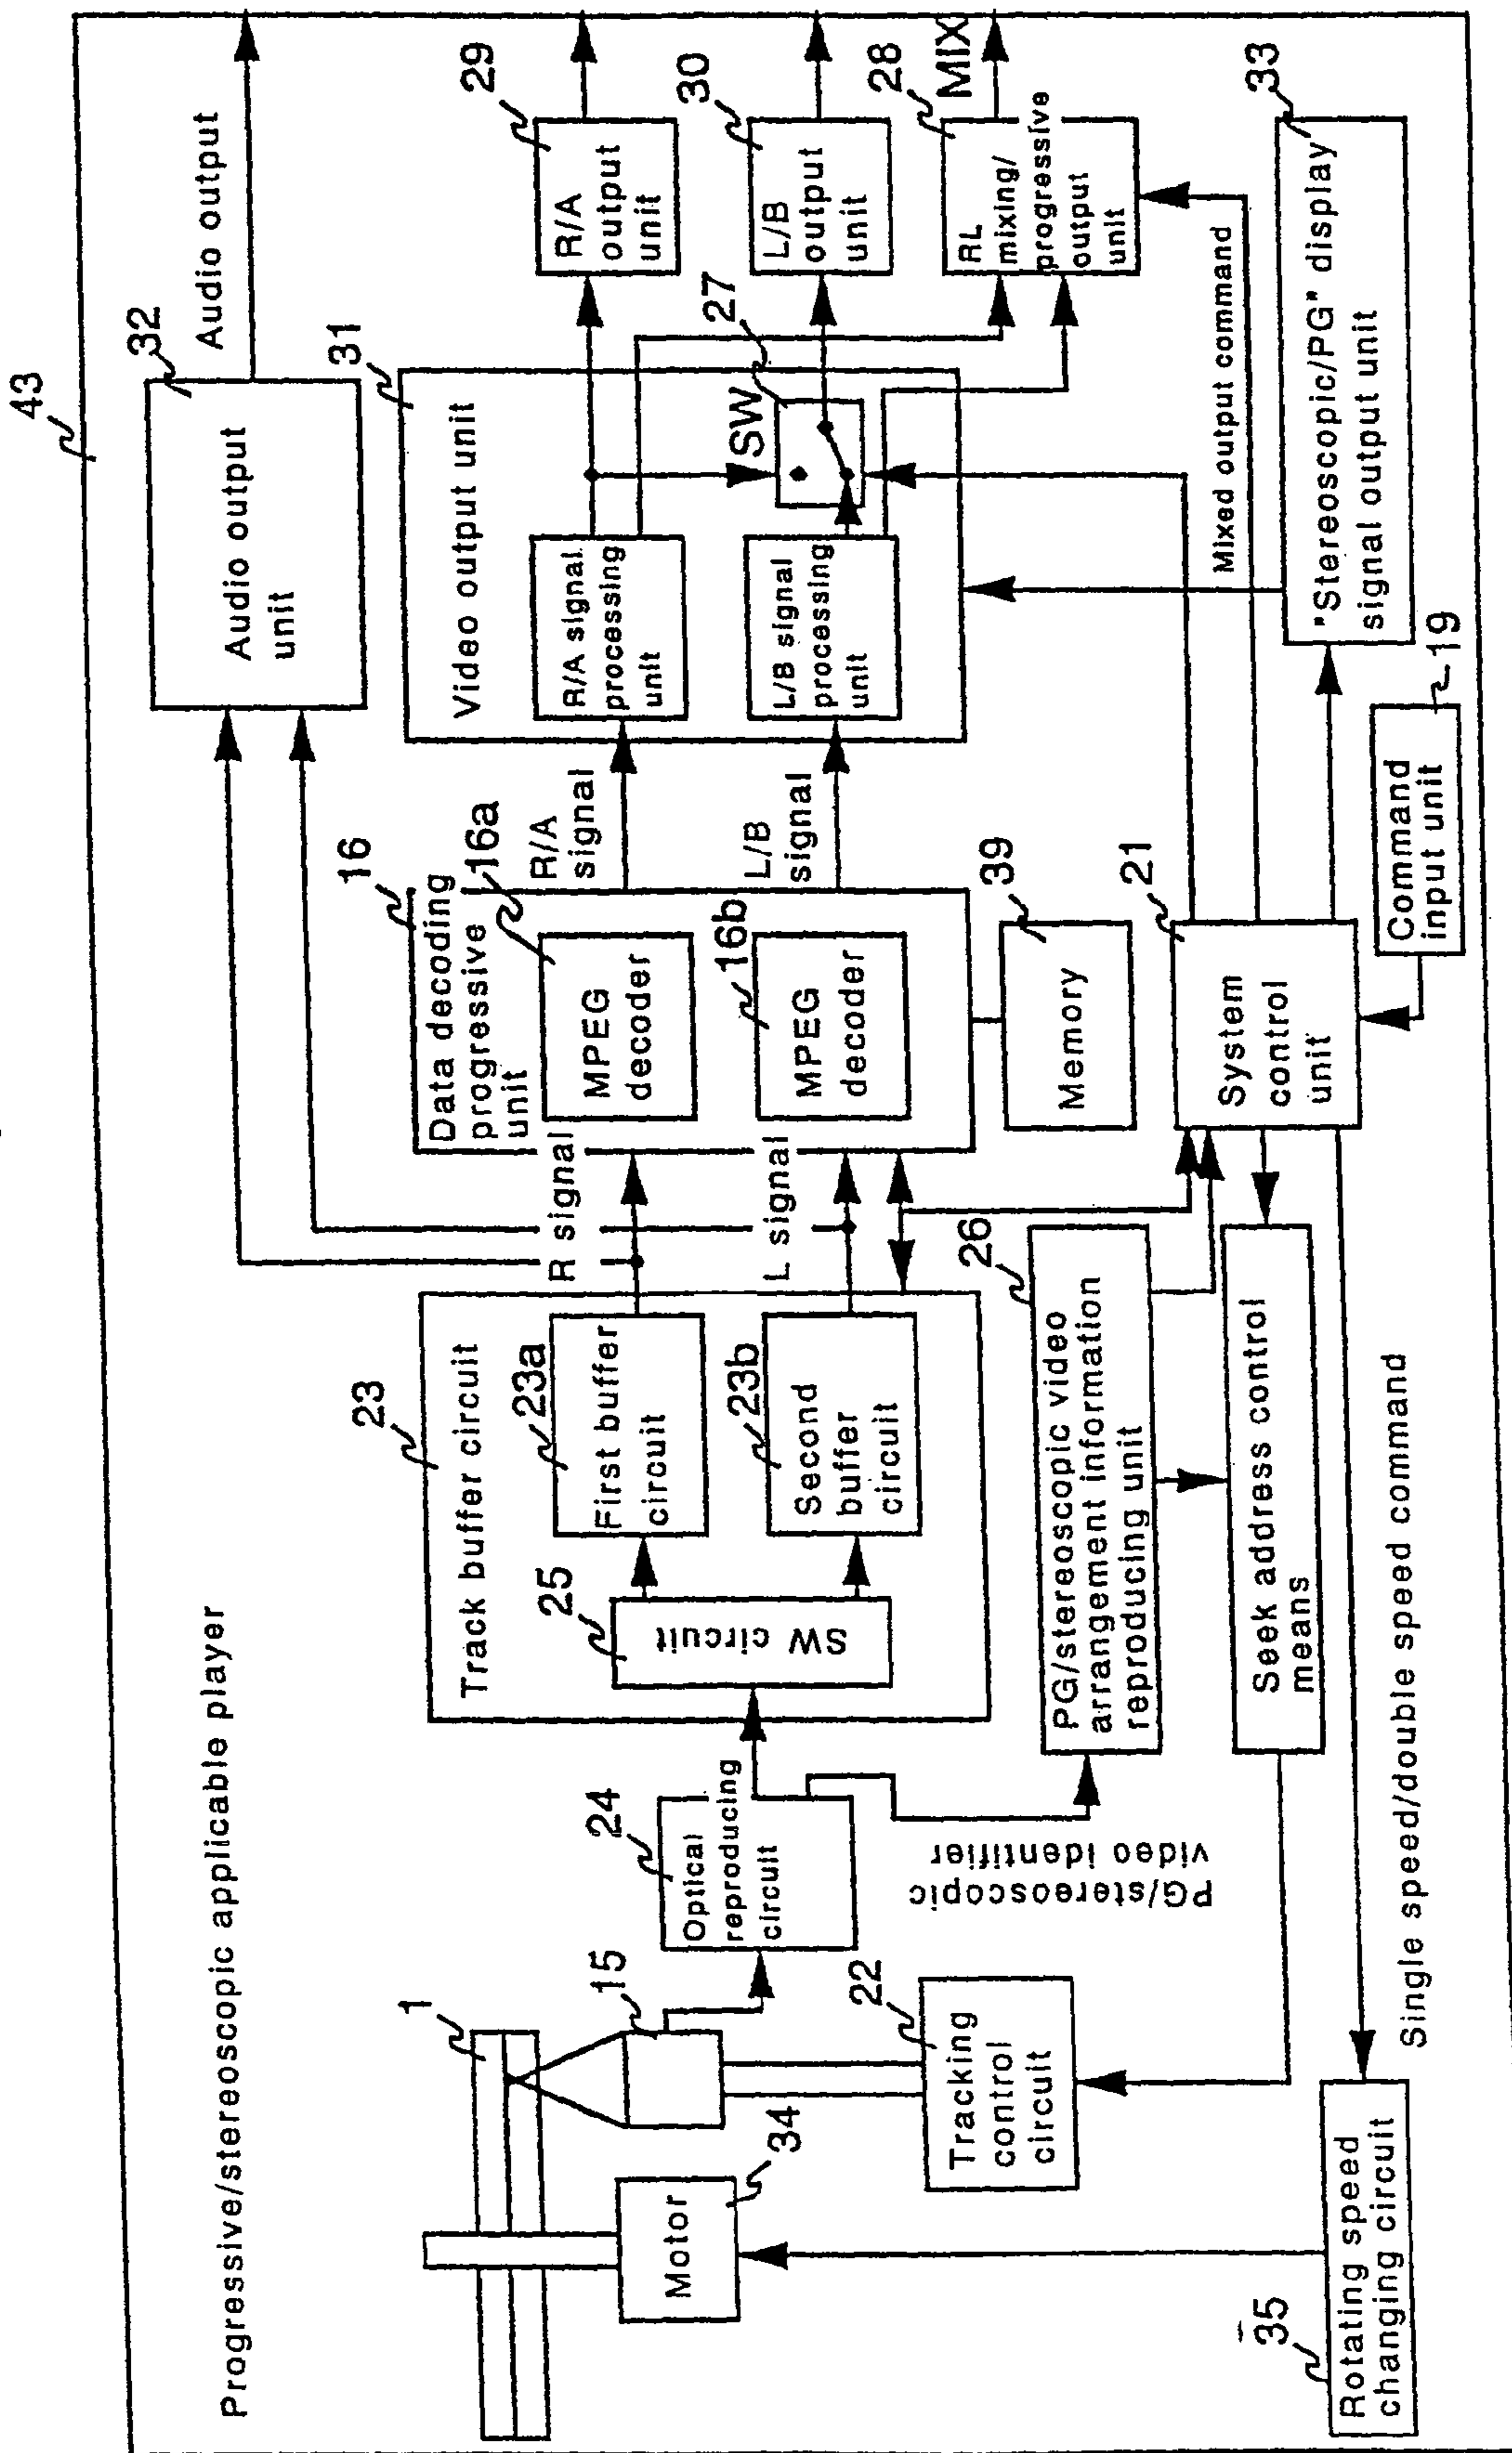 Progressive/stereoscopic applicable player
43
1
15
34
Motor
22
Tracking
control
circuit
35
Rotating speed
changing circuit
24
Optical
reproducing
circuit
PG/stereoscopic
video identifier
23
Track buffer circuit
25
SW circuit
23a
First buffer
circuit
23b
Second
buffer
circuit
26
PG/stereoscopic video
arrangement information
reproducing unit
Seek address control
means
Single speed/double speed command
R signal
L signal
16
Data decoding
progressive
unit
16a
MPEG
decoder
16b
MPEG
decoder
39
Memory
21
System
control
unit
Command
input unit
19
R/A
signal
L/B
signal
32
Audio output
unit
Audio output
31
Video output unit
R/A signal
processing
unit
L/B signal
processing
unit
SW
27
29
R/A
output
unit
30
L/B
output
unit
28
RL
mixing/
progressive
output
unit
MIX
Mixed output command
33
"Stereoscopic/PG" display
signal output unit